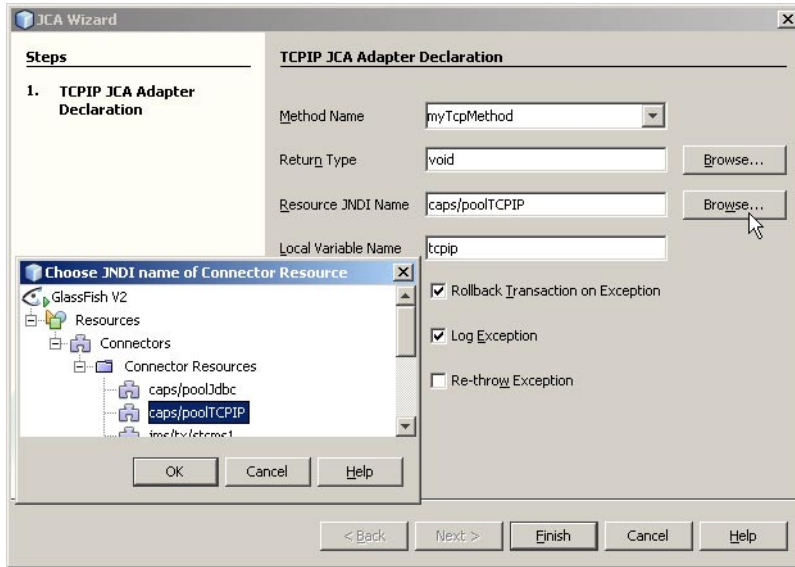 JCA Wizard
Steps
1. TCPIP JCA Adapter
Declaration
TCPIP JCA Adapter Declaration
Method Name myTcpMethod
Return Type void Browse...
Resource JNDI Name caps/poolTCPIP Browse...
Local Variable Name tcpip
Rollback Transaction on Exception
Log Exception
Re-throw Exception
Choose JNDI name of Connector Resource
GlassFish V2
Resources
Connectors
Connector Resources
caps/poolJdbc
caps/poolTCPIP
jms/tx/stcms1
OK Cancel Help
< Back Next > Finish Cancel Help